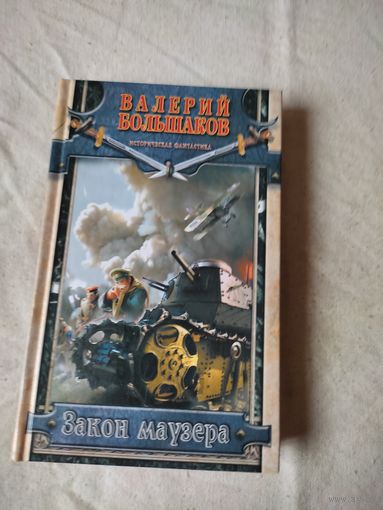 ВАЛЕРИЙ
БОЛЬШАКОВ
ИСТОРИЧЕСКАЯ ФАНТАСТИКА
Закон маузера